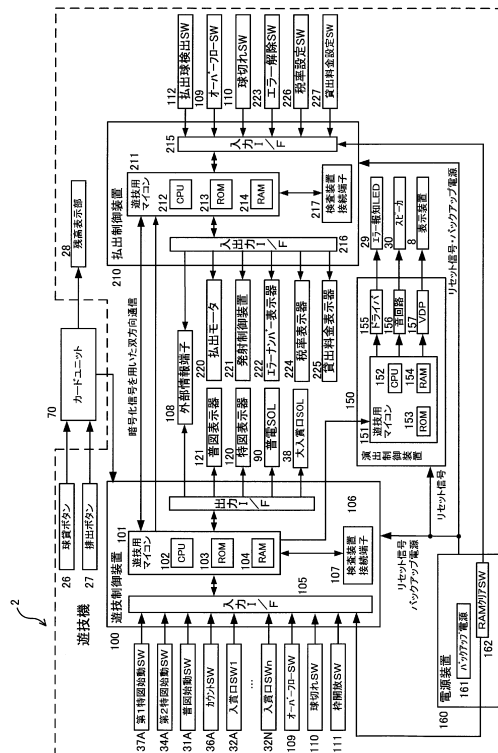 2
遊技機
26
球貸ボタン
27
排出ボタン
70
カードユニット
28
残高表示部
暗号化信号を用いた双方向通信
100
遊技制御装置
101
遊技用マイコン
102
CPU
103
ROM
104
RAM
105
入力I/F
106
出力I/F
107
検査装置接続端子
37A
第1特図始動SW
34A
第2特図始動SW
31A
普図始動SW
36A
カウントSW
32A
入賞口SW1
…
32N
入賞口SWn
109
オーバーフローSW
110
球切れSW
111
枠開放SW
108
外部情報端子
121
普図表示器
120
特図表示器
90
普電SOL
38
大入賞口SOL
210
払出制御装置
211
遊技用マイコン
212
CPU
213
ROM
214
RAM
215
入力I/F
216
入出力I/F
217
検査装置接続端子
112
払出球検出SW
109
オーバーフローSW
110
球切れSW
223
エラー解除SW
226
税率設定SW
227
貸出料金設定SW
220
払出モータ
221
発射制御装置
222
エラーナンバー表示器
224
税率表示器
225
貸出料金表示器
150
演出制御装置
151
遊技用マイコン
152
CPU
153
ROM
154
RAM
155
ドライバ
156
音回路
157
VDP
29
エラー報知LED
30
スピーカ
8
表示装置
リセット信号
リセット信号
バックアップ電源
リセット信号・バックアップ電源
160
電源装置
161
バックアップ電源
RAMクリアSW
162